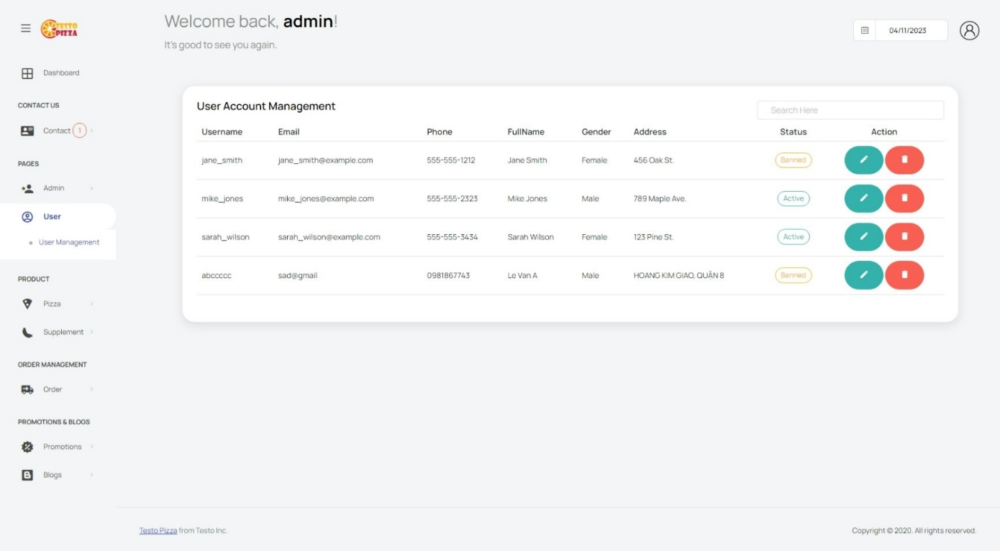 Welcome back, admin!
It's good to see you again.
04/11/2023
TESTO
PIZZA
Dashboard
CONTACT US
Contact 1
PAGES
Admin
User
User Management
PRODUCT
Pizza
Supplement
ORDER MANAGEMENT
Order
PROMOTIONS & BLOGS
Promotions
Blogs
User Account Management
Search Here
Username Email Phone FullName Gender Address Status Action
jane_smith jane_smith@example.com 555-555-1212 Jane Smith Female 456 Oak St. Banned
mike_jones mike_jones@example.com 555-555-2323 Mike Jones Male 789 Maple Ave. Active
sarah_wilson sarah_wilson@example.com 555-555-3434 Sarah Wilson Female 123 Pine St. Active
abccccc sad@gmail 0981867743 Le Van A Male HOANG KIM GIAO, QUẬN 8 Banned
Testo Pizza from Testo Inc.
Copyright © 2020. All rights reserved.